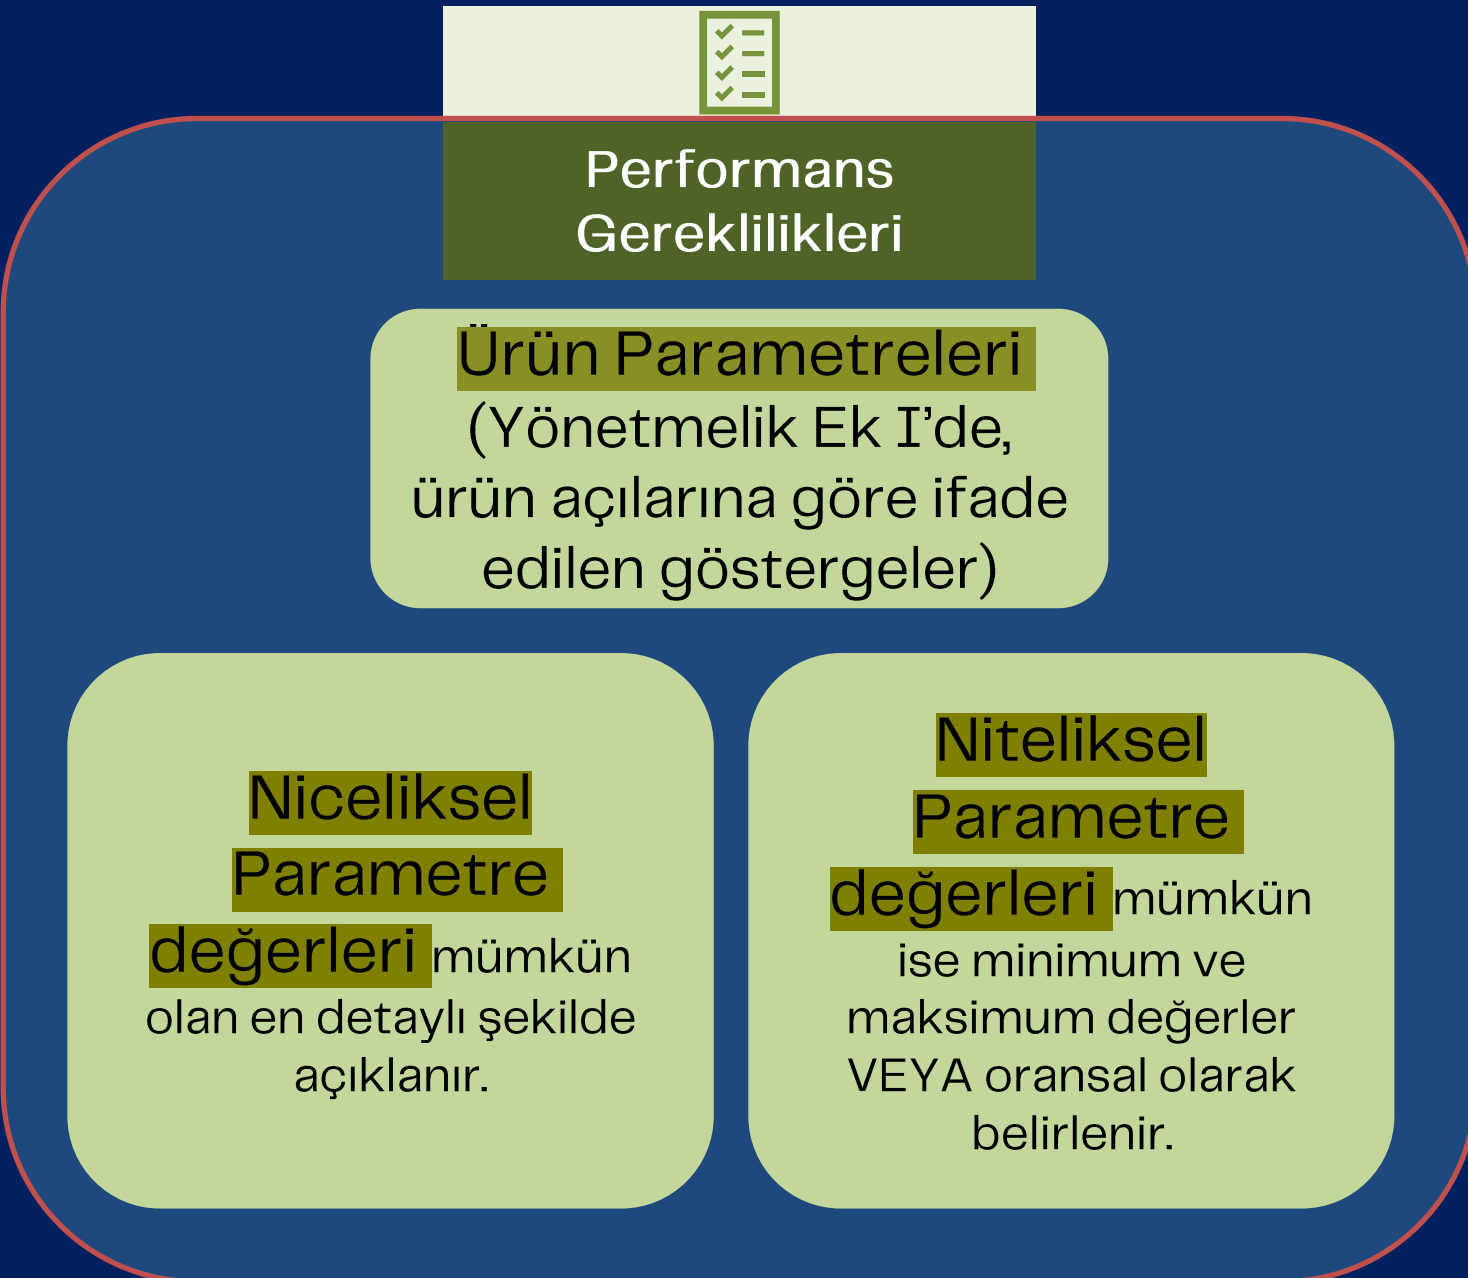 Performans
Gereklilikleri
Ürün Parametreleri
(Yönetmelik Ek I’de,
ürün açılarına göre ifade
edilen göstergeler)
Niceliksel
Parametre
değerleri mümkün
olan en detaylı şekilde
açıklanır.
Niteliksel
Parametre
değerleri mümkün
ise minimum ve
maksimum değerler
VEYA oransal olarak
belirlenir.